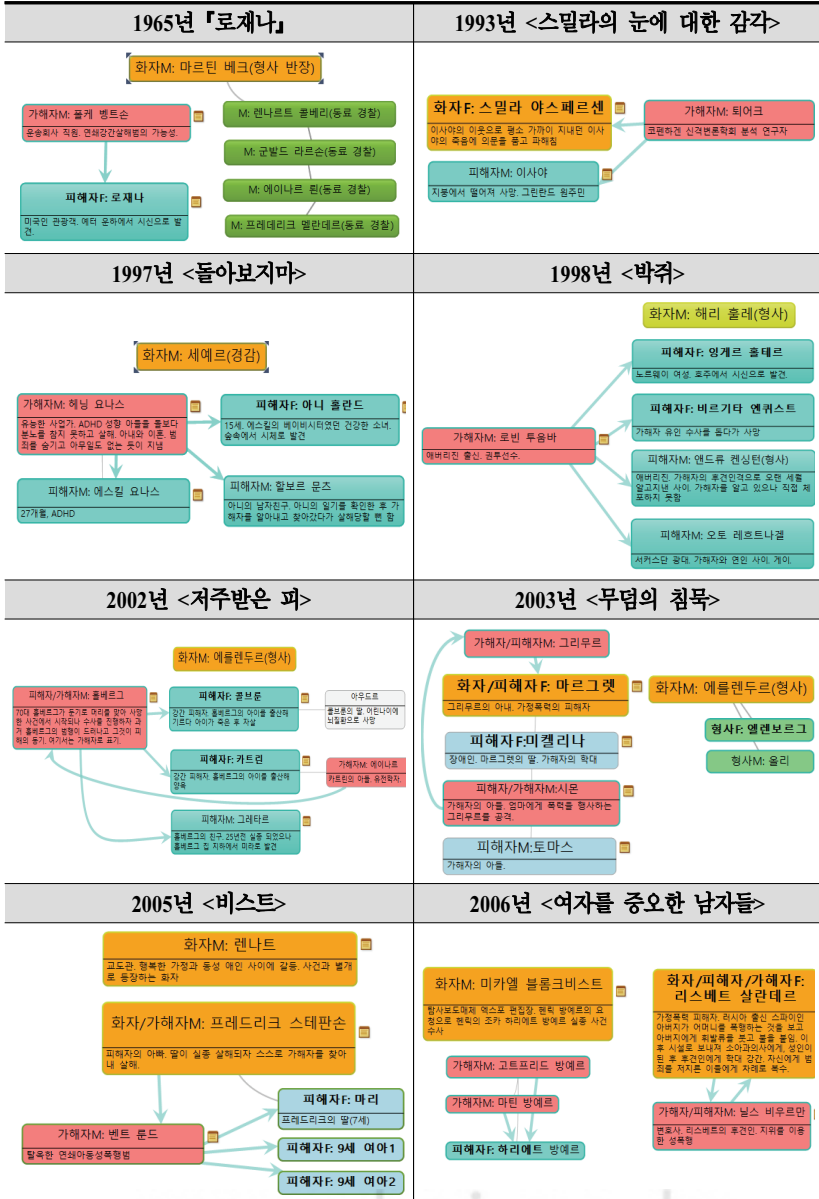 1965년 『로재나』
화자M: 마르틴 베크(형사 반장)
가해자M: 폴케 벵트손
운송회사 직원. 연쇄강간살해범의 가능성.
피해자F: 로재나
미국인 관광객. 예터 운하에서 시신으로 발
견.
M: 렌나르트 콜베리(동료 경찰)
M: 군발드 라르손(동료 경찰)
M: 에이나르 륀(동료 경찰)
M: 프레데리크 멜란데르(동료 경찰)
1993년 <스밀라의 눈에 대한 감각>
화자F: 스밀라 야스페르센
이사야의 이웃으로 평소 가까이 지내던 이사
야의 죽음에 의문을 품고 파헤침
가해자M: 퇴어크
코펜하겐 신격변론학회 분석 연구자
피해자M: 이사야
지붕에서 떨어져 사망. 그린란드 원주민
1997년 <돌아보지마>
화자M: 세예르(경감)
가해자M: 헤닝 요나스
유능한 사업가. ADHD 성향 아들을 돌보다
분노를 참지 못하고 살해. 아내와 이혼. 범
죄를 숨기고 아무일도 없는 듯이 지냄
피해자F: 아니 홀란드
15세. 에스킬의 베이비시터였던 건강한 소녀.
숲속에서 시체로 발견
피해자M: 에스킬 요나스
27개월, ADHD
피해자M: 할보르 문즈
아니의 남자친구. 아니의 일기를 확인한 후 가
해자를 알아내고 찾아갔다가 살해당할 뻔 함
1998년 <박쥐>
화자M: 해리 홀레(형사)
가해자M: 로빈 투움바
애버리진 출신. 권투선수.
피해자F: 잉게르 홀테르
노르웨이 여성. 호주에서 시신으로 발견.
피해자F: 비르기타 엔퀴스트
가해자 유인 수사를 돕다가 사망
피해자M: 앤드류 켄싱턴(형사)
애버리진. 가해자의 후견인격으로 오랜 세월
알고지낸 사이. 가해자를 알고 있으나 직접 체
포하지 못함
피해자M: 오토 레흐트나겔
서커스단 광대. 가해자와 연인 사이. 게이.
2002년 <저주받은 피>
화자M: 에를렌두르(형사)
피해자/가해자M: 홀베르그
70대 홀베르그가 둔기로 머리를 맞아 사망
한 사건에서 시작되나 수사를 진행하자 과
거 홀베르그의 범행이 드러나고 그것이 피
해의 동기. 여기서는 가해자로 표기.
피해자F: 콜브룬
강간 피해자. 홀베르그의 아이를 출산해
기르다 아이가 죽은 후 자살
아우드르
콜브룬의 딸. 어린나이에
뇌질환으로 사망
피해자F: 카트린
강간 피해자. 홀베르그의 아이를 출산해
양육
가해자M: 에이나르
카트린의 아들. 유전학자.
피해자M: 그레타르
홀베르그의 친구. 25년전 실종 되었으나
홀베르그 집 지하에서 미라로 발견
2003년 <무덤의 침묵>
가해자/피해자M: 그리무르
화자/피해자F: 마르그렛
그리무르의 아내. 가정폭력의 피해자
피해자F:미켈리나
장애인. 마르그렛의 딸. 가해자의 학대
피해자/가해자M:시몬
가해자의 아들. 엄마에게 폭력을 행사하는
그리무르를 공격.
피해자M:토마스
가해자의 아들.
화자M: 에를렌두르(형사)
형사F: 엘렌보르그
형사M: 올리
2005년 <비스트>
화자M: 렌나트
교도관. 행복한 가정과 동성 애인 사이에 갈등. 사건과 별개
로 등장하는 화자
화자/가해자M: 프레드리크 스테판손
피해자의 아빠. 딸이 실종 살해되자 스스로 가해자를 찾아
내 살해.
가해자M: 벤트 룬드
탈옥한 연쇄아동성폭행범
피해자F: 마리
프레드리크의 딸(7세)
피해자F: 9세 여아1
피해자F: 9세 여아2
2006년 <여자를 증오한 남자들>
화자M: 미카엘 블롬크비스트
탐사보도매체 엑스포 편집장. 헨릭 방예르의 요
청으로 헨릭의 조카 하리에트 방예르 실종 사건
수사
가해자M: 고트프리드 방예르
가해자M: 마틴 방예르
피해자F: 하리에트 방예르
화자/피해자/가해자F:
리스베트 살란데르
가정폭력 피해자. 러시아 출신 스파이인
아버지가 어머니를 폭행하는 것을 보고
아버지에게 휘발류를 붓고 불을 붙임. 이
후 시설로 보내져 소아과의사에게, 성인이
된 후 후견인에게 학대 강간. 자신에게 범
죄를 저지른 이들에게 차례로 복수.
가해자/피해자M: 닐스 비우르만
변호사. 리스베트의 후견인. 지위를 이용
한 성폭행